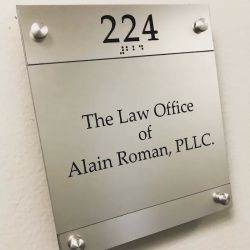 224
The Law Office
of
Alain Roman, PLLC.